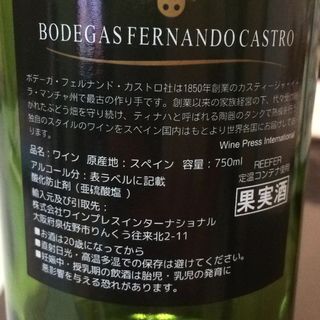 BODEGAS FERNANDO CASTRO
ボデーガ・フェルナンド・カストロ社は1850年創業のカスティージャ・
ラ・マンチャ州で最古の作り手です。創業以来の家族経営の下、代々受け
かれたぶどう畑を守り続け、ティナハと呼ばれる陶器のタンクで熟成
独自のスタイルのワインをスペイン国内はもとより世界各国にお届けしてお
Wine Press International
品名：ワイン 原産地：スペイン 容量：750ml
アルコール分：表ラベルに記載
酸化防止剤（亜硫酸塩）
REEFER
定温コンテナ使用
果実酒
輸入元及び引取先：
株式会社ワインプレスインターナショナル
大阪府泉佐野市りんくう往来北2-11
●お酒は20歳になってから
●直射日光・高温多湿での保存は避けてください。
●妊娠中・授乳期の飲酒は胎児・乳児の発育に
悪影響を与える恐れがあります。